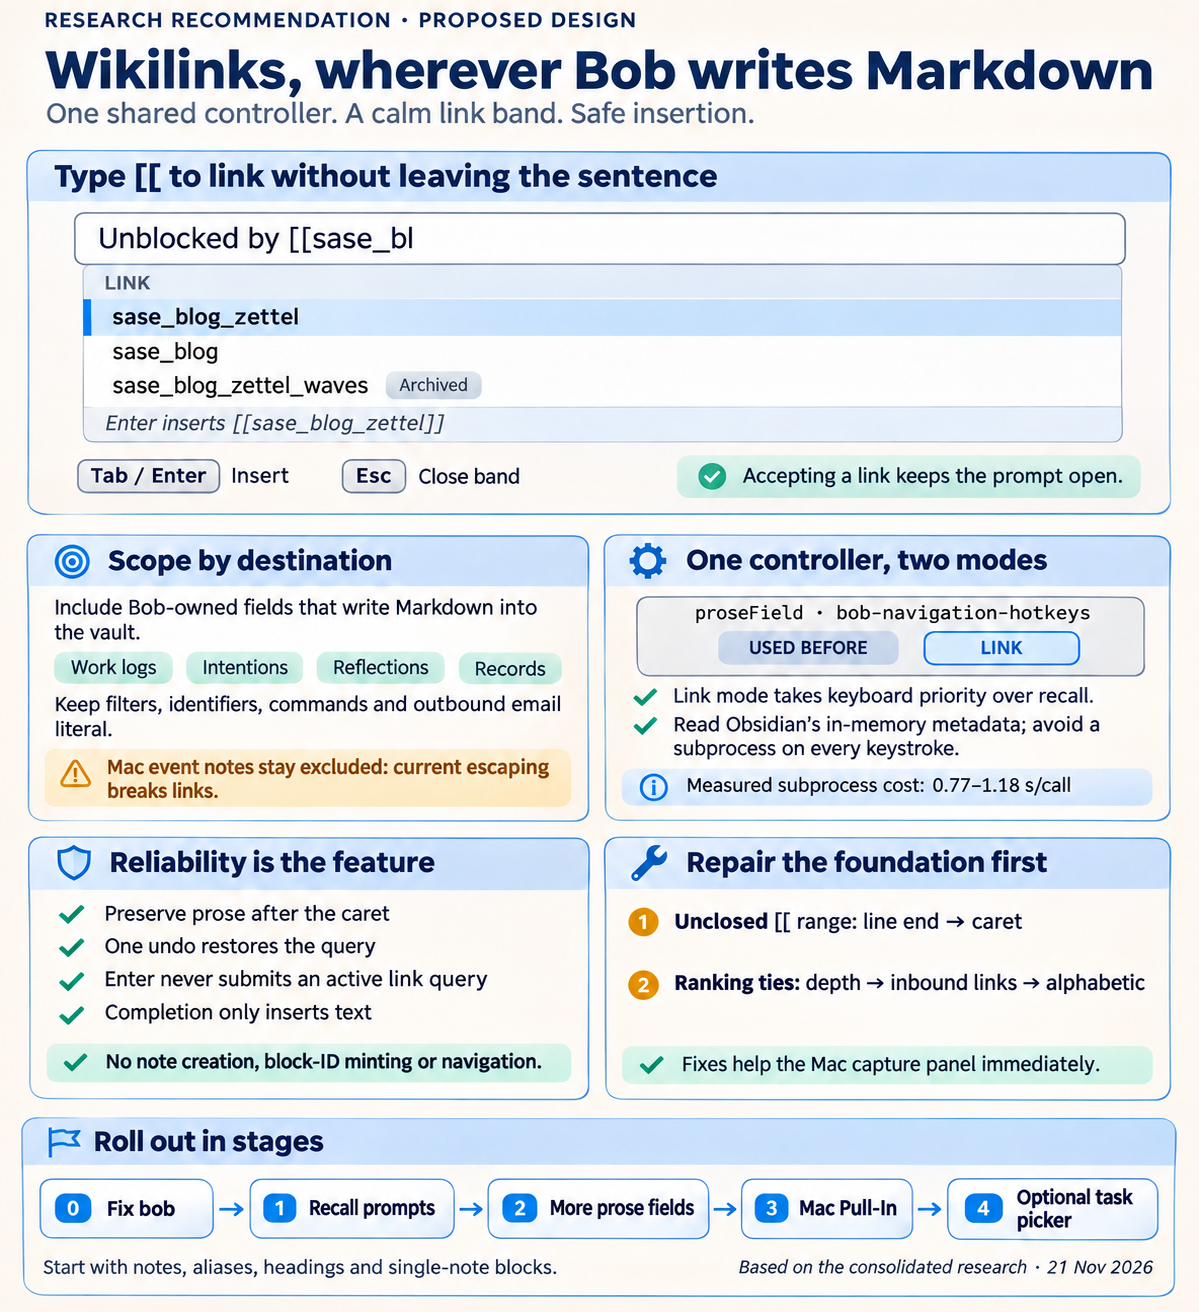 RESEARCH RECOMMENDATION · PROPOSED DESIGN
Wikilinks, wherever Bob writes Markdown
One shared controller. A calm link band. Safe insertion.
Type [[ to link without leaving the sentence
Unblocked by [[sase_bl
LINK
sase_blog_zettel
sase_blog
sase_blog_zettel_waves Archived
Enter inserts [[sase_blog_zettel]]
Tab / Enter Insert Esc Close band Accepting a link keeps the prompt open.
Scope by destination
Include Bob-owned fields that write Markdown into
the vault.
Work logs Intentions Reflections Records
Keep filters, identifiers, commands and outbound email
literal.
Mac event notes stay excluded: current escaping
breaks links.
One controller, two modes
proseField · bob-navigation-hotkeys
USED BEFORE LINK
Link mode takes keyboard priority over recall.
Read Obsidian's in-memory metadata; avoid a
subprocess on every keystroke.
Measured subprocess cost: 0.77–1.18 s/call
Reliability is the feature
Preserve prose after the caret
One undo restores the query
Enter never submits an active link query
Completion only inserts text
No note creation, block-ID minting or navigation.
Repair the foundation first
1 Unclosed [[ range: line end → caret
2 Ranking ties: depth → inbound links → alphabetic
Fixes help the Mac capture panel immediately.
Roll out in stages
0 Fix bob → 1 Recall prompts → 2 More prose fields → 3 Mac Pull-In → 4 Optional task
picker
Start with notes, aliases, headings and single-note blocks.
Based on the consolidated research · 21 Nov 2026